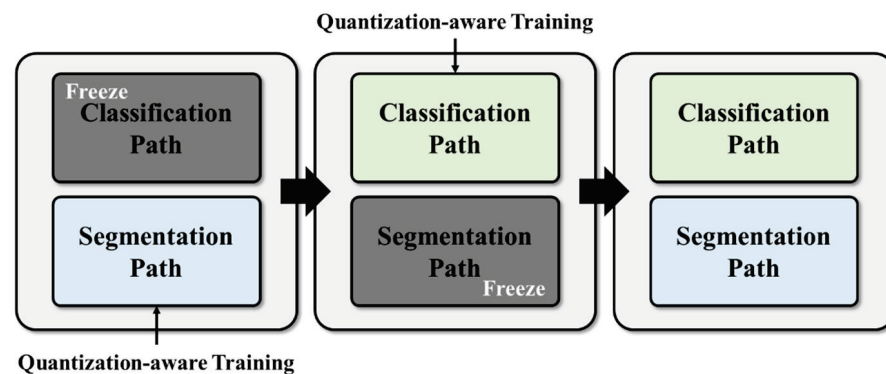 Quantization-aware Training
Freeze
Classification
Path
Segmentation
Path
Quantization-aware Training
Classification
Path
Segmentation
Path
Freeze
Classification
Path
Segmentation
Path